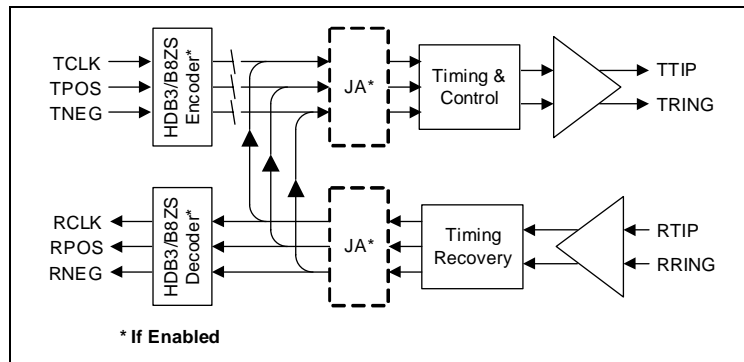 TCLK
TPOS
TNEG
HDB3/B8ZS
Encoder*
JA*
Timing &
Control
TTIP
TRING
RCLK
RPOS
RNEG
HDB3/B8ZS
Decoder*
JA*
Timing
Recovery
RTIP
RRING
* If Enabled